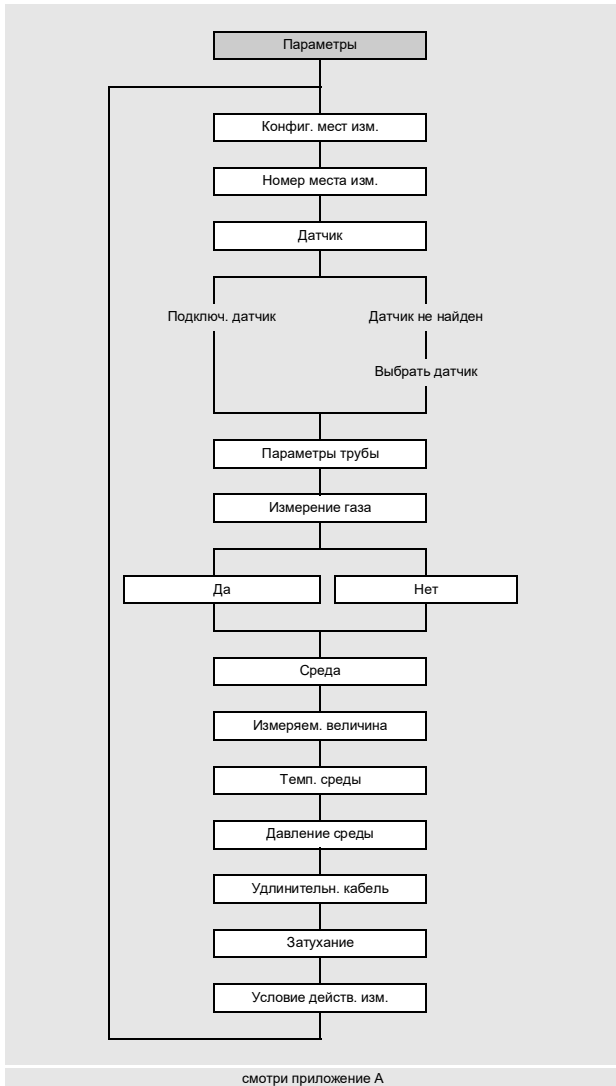 Параметры
Конфиг. мест изм.
Номер места изм.
Датчик
Подключ. датчик
Датчик не найден
Выбрать датчик
Параметры трубы
Измерение газа
Да
Нет
Среда
Измеряем. величина
Темп. среды
Давление среды
Удлинительн. кабель
Затухание
Условие действ. изм.
смотри приложение А